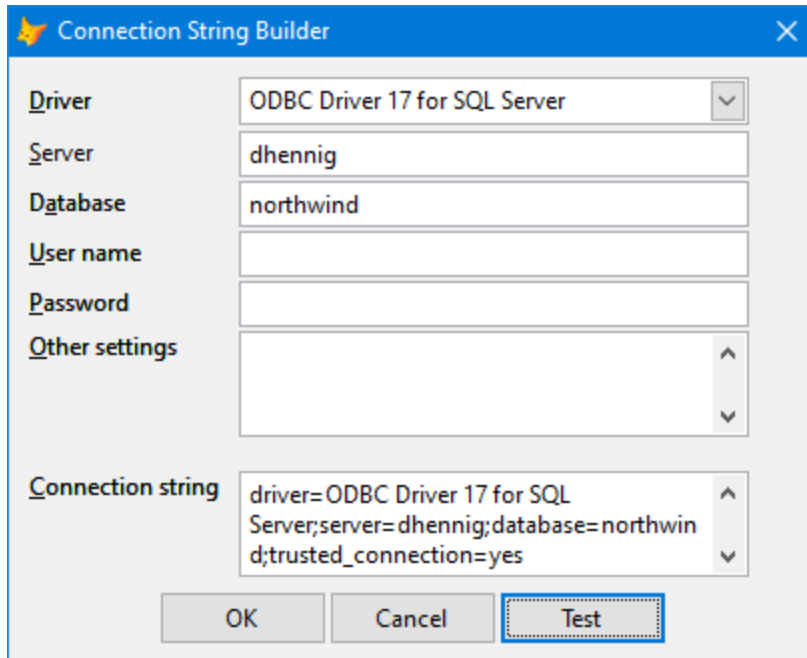 Connection String Builder
Driver ODBC Driver 17 for SQL Server
Server dhennig
Database northwind
User name
Password
Other settings
Connection string driver=ODBC Driver 17 for SQL
Server;server=dhennig;database=northwin
d;trusted_connection=yes
OK Cancel Test